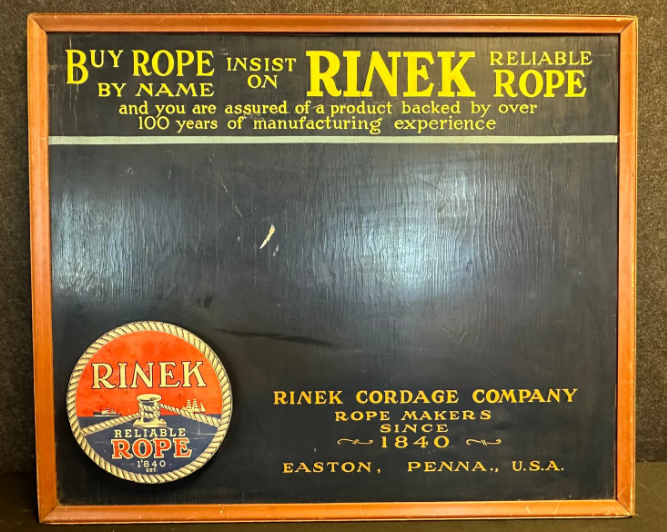 BUY ROPE INSIST RINEK RELIABLE
BY NAME ON ROPE
and you are assured of a product backed by over
100 years of manufacturing experience
RINEK
RELIABLE
ROPE
1840
EST.
RINEK CORDAGE COMPANY
ROPE MAKERS
SINCE
1840
EASTON, PENNA., U.S.A.